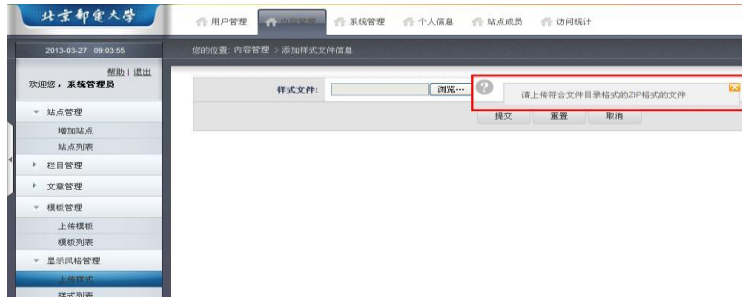 北京邮电大学
用户管理
内容管理
系统管理
个人信息
站点成员
访问统计
2013-03-27 09:03:55
您的位置: 内容管理 > 添加样式文件信息
帮助 | 退出
欢迎您，系统管理员
样式文件:
浏览…
?
请上传符合文件目录格式的ZIP格式的文件
提交
重置
取消
站点管理
增加站点
站点列表
栏目管理
文章管理
模板管理
上传模板
模板列表
显示风格管理
上传样式
样式列表